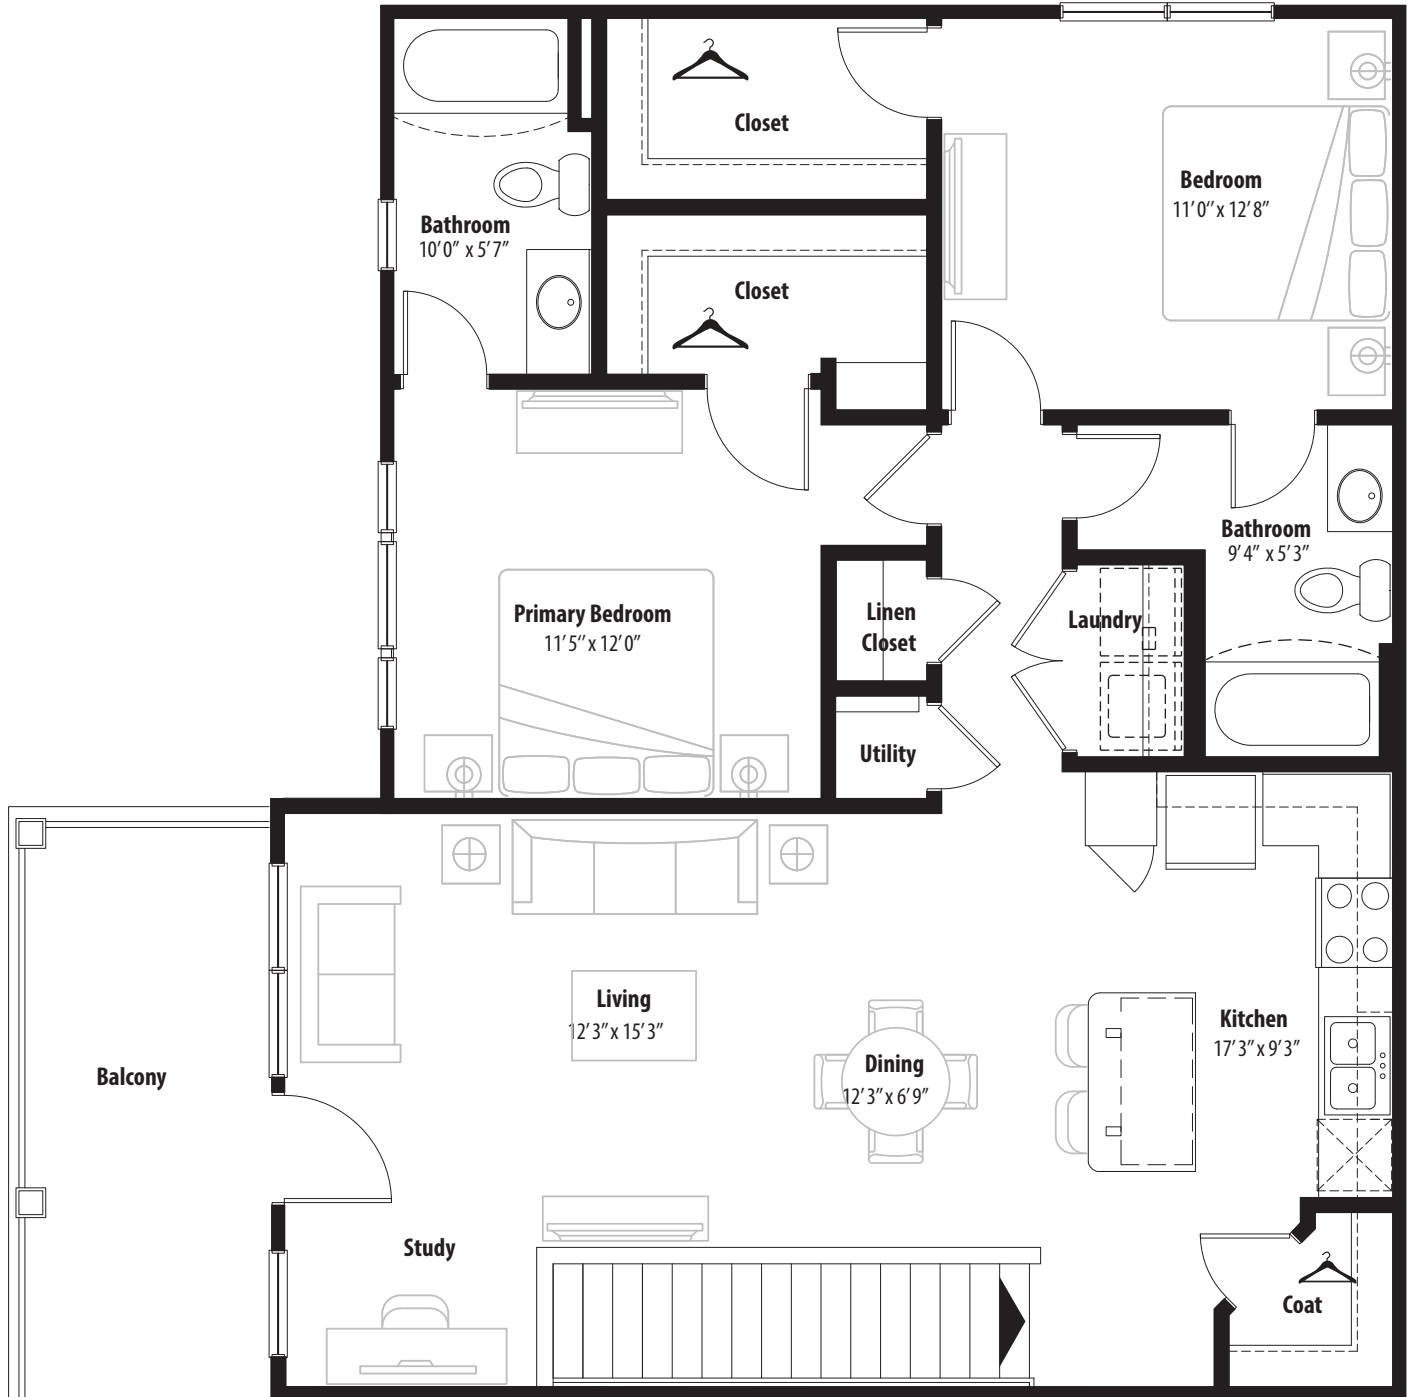 Closet
Bedroom
11'0" x 12'8"
Bathroom
10'0" x 5'7"
Closet
Bathroom
9'4" x 5'3"
Primary Bedroom
11'5" x 12'0"
Linen
Closet
Laundry
Utility
Living
12'3" x 15'3"
Kitchen
17'3" x 9'3"
Dining
12'3" x 6'9"
Balcony
Study
Coat